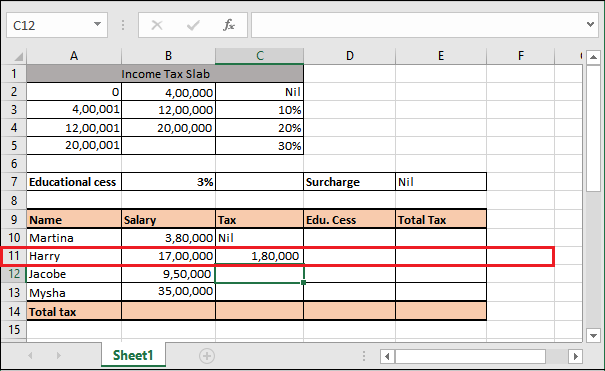 C12 fx
A B C D E F
1 Income Tax Slab
2 0 4,00,000 Nil
3 4,00,001 12,00,000 10%
4 12,00,001 20,00,000 20%
5 20,00,001 30%
6
7 Educational cess 3% Surcharge Nil
8
9 Name Salary Tax Edu. Cess Total Tax
10 Martina 3,80,000 Nil
11 Harry 17,00,000 1,80,000
12 Jacobe 9,50,000
13 Mysha 35,00,000
14 Total tax
15
Sheet1